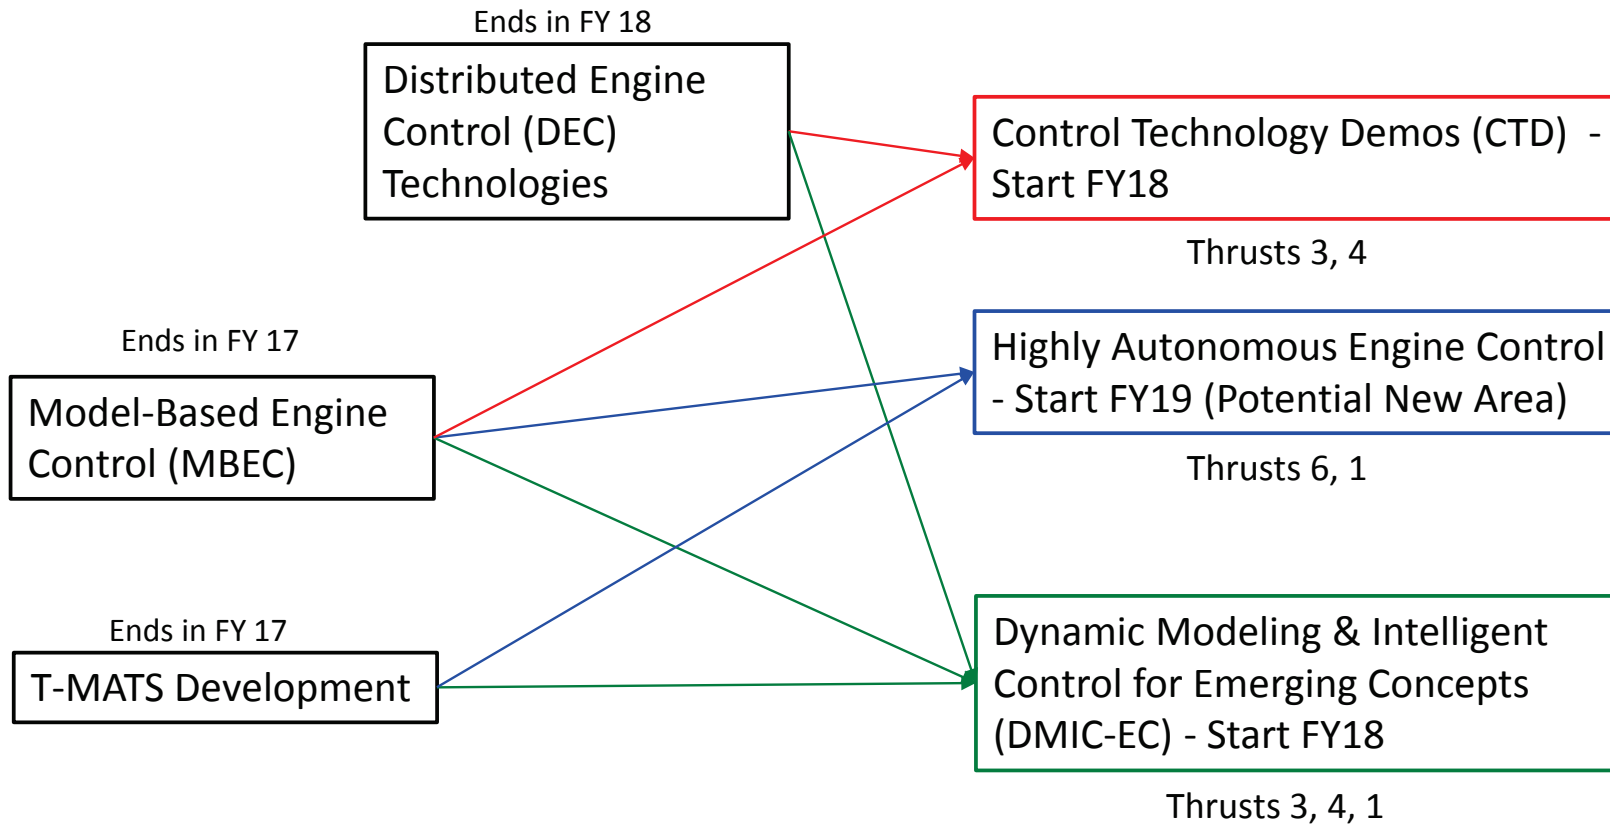 Ends in FY 18
Distributed Engine
Control (DEC)
Technologies
Control Technology Demos (CTD)  -
Start FY18
Thrusts 3, 4
Ends in FY 17
Model-Based Engine
Control (MBEC)
Highly Autonomous Engine Control
- Start FY19 (Potential New Area)
Thrusts 6, 1
Ends in FY 17
T-MATS Development
Dynamic Modeling & Intelligent
Control for Emerging Concepts
(DMIC-EC) - Start FY18
Thrusts 3, 4, 1